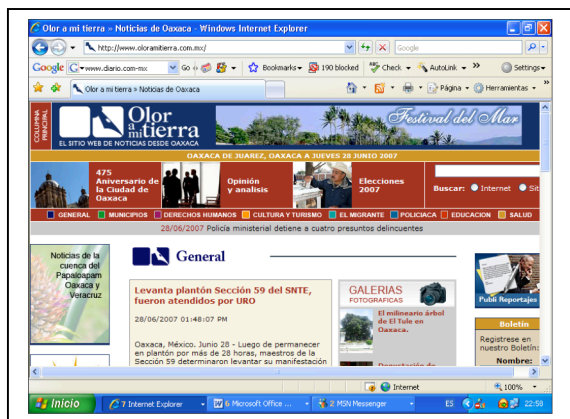 Olor a mi tierra » Noticias de Oaxaca - Windows Internet Explorer
http://www.oloramitierra.com.mx/
Google
Google
www.diario.com-mx
Go
Bookmarks
190 blocked
Check
AutoLink
»
Settings
Olor a mi tierra » Noticias de Oaxaca
Página
Herramientas
»
COLUMNA
PRINCIPAL
Olor
a mi
tierra
EL SITIO WEB DE NOTICIAS DESDE OAXACA
Festival del Mar
OAXACA DE JUAREZ, OAXACA A JUEVES 28 JUNIO 2007
475
Aniversario de
la Ciudad de
Oaxaca
Opinión
y analisis
Elecciones
2007
Buscar:
Internet
Sit
GENERAL
MUNICIPIOS
DERECHOS HUMANOS
CULTURA Y TURISMO
EL MIGRANTE
POLICIACA
EDUCACION
SALUD
28/06/2007 Policía ministerial detiene a cuatro presuntos delincuentes
Noticias de la
cuenca del
Papaloapam
Oaxaca y
Veracruz
General
Levanta plantón Sección 59 del SNTE,
fueron atendidos por URO
28/06/2007 01:48:07 PM
Oaxaca, México. Junio 28 - Luego de permanecer
en plantón por más de 28 horas, maestros de la
Sección 59 determinaron levantar su manifestación
GALERIAS
FOTOGRAFICAS
El milineario árbol
de El Tule en
Oaxaca.
Degustación de
Publi Reportajes
Boletín
Registrese en
nuestro Boletín:
Nombre:
Internet
100%
Inicio
7 Internet Explorer
6 Microsoft Office ...
2 MSN Messenger
ES
22:58